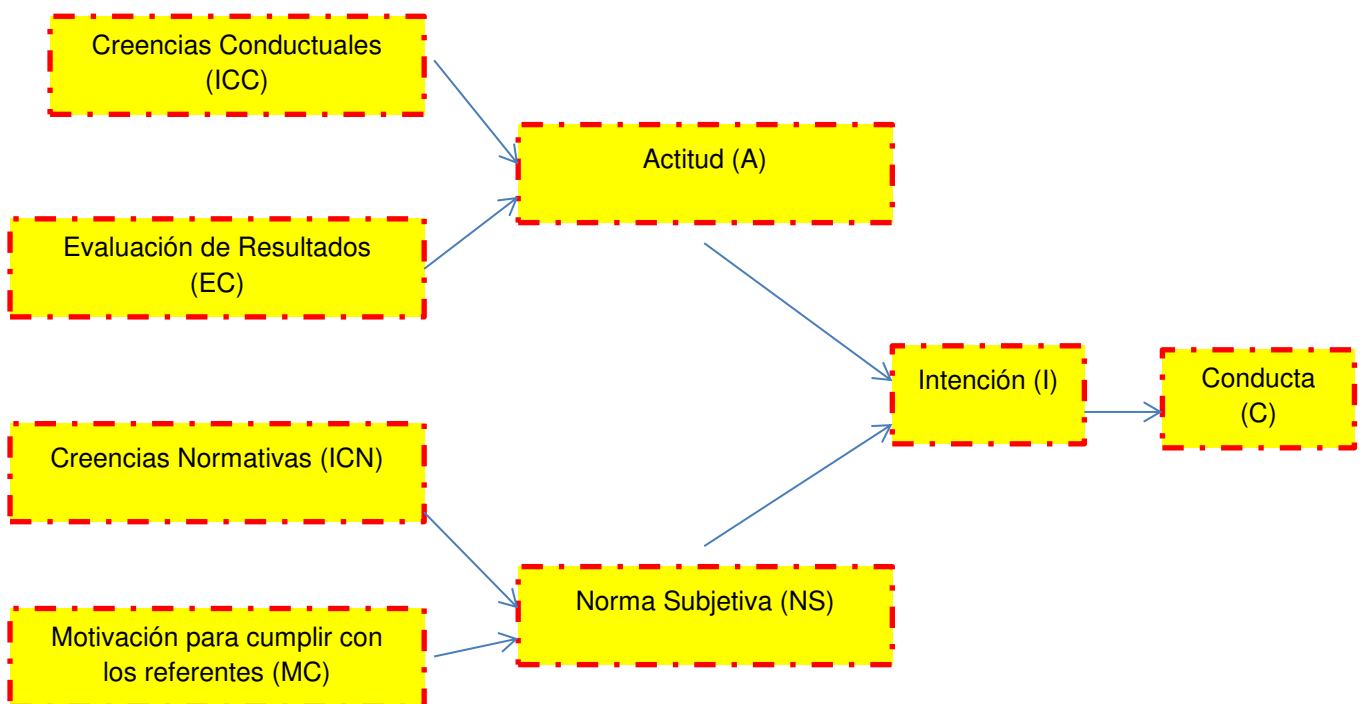 Creencias Conductuales
(ICC)
Actitud (A)
Evaluación de Resultados
(EC)
Intención (I)
Conducta
(C)
Creencias Normativas (ICN)
Norma Subjetiva (NS)
Motivación para cumplir con
los referentes (MC)